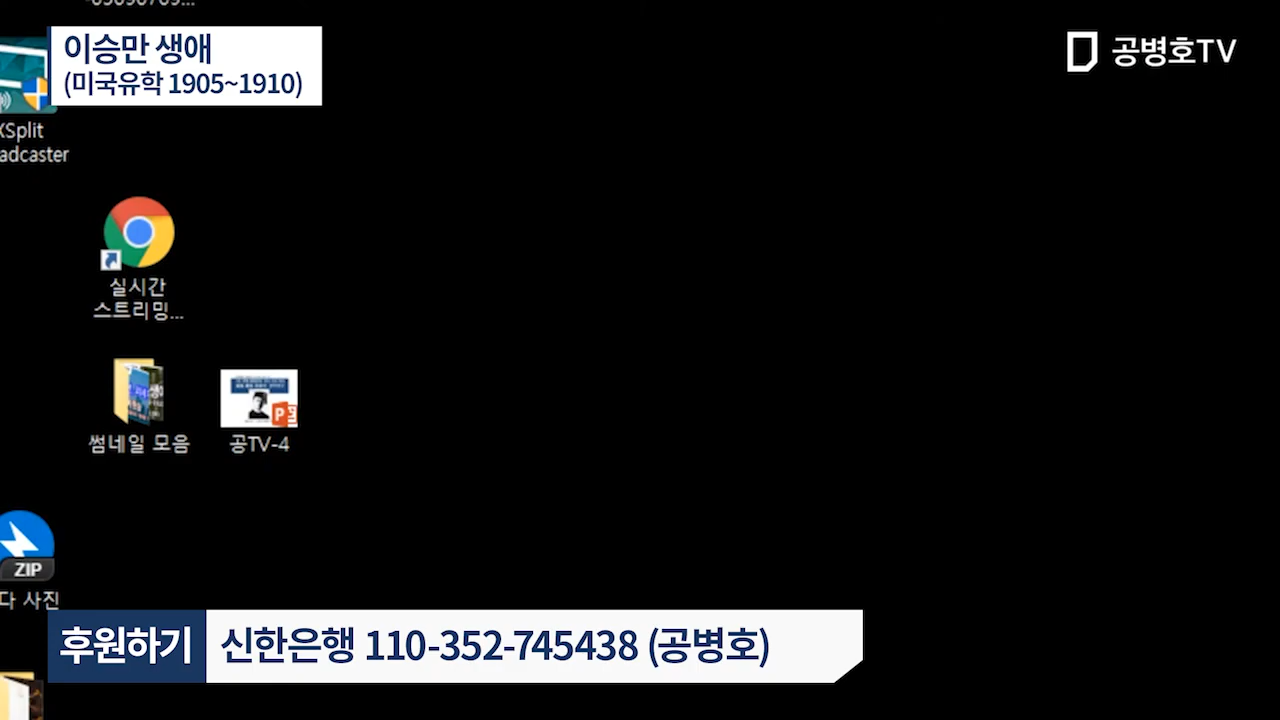 이승만 생애
(미국유학 1905~1910)
공병호TV
XSplit
adcaster
실시간
스트리밍...
썸네일 모음
공TV-4
ZIP
다 사진
후원하기
신한은행 110-352-745438 (공병호)